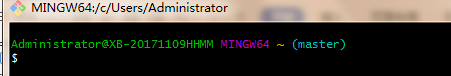 MINGW64:/c/Users/Administrator
Administrator@XB-20171109HHMM MINGW64 ~ (master)
$